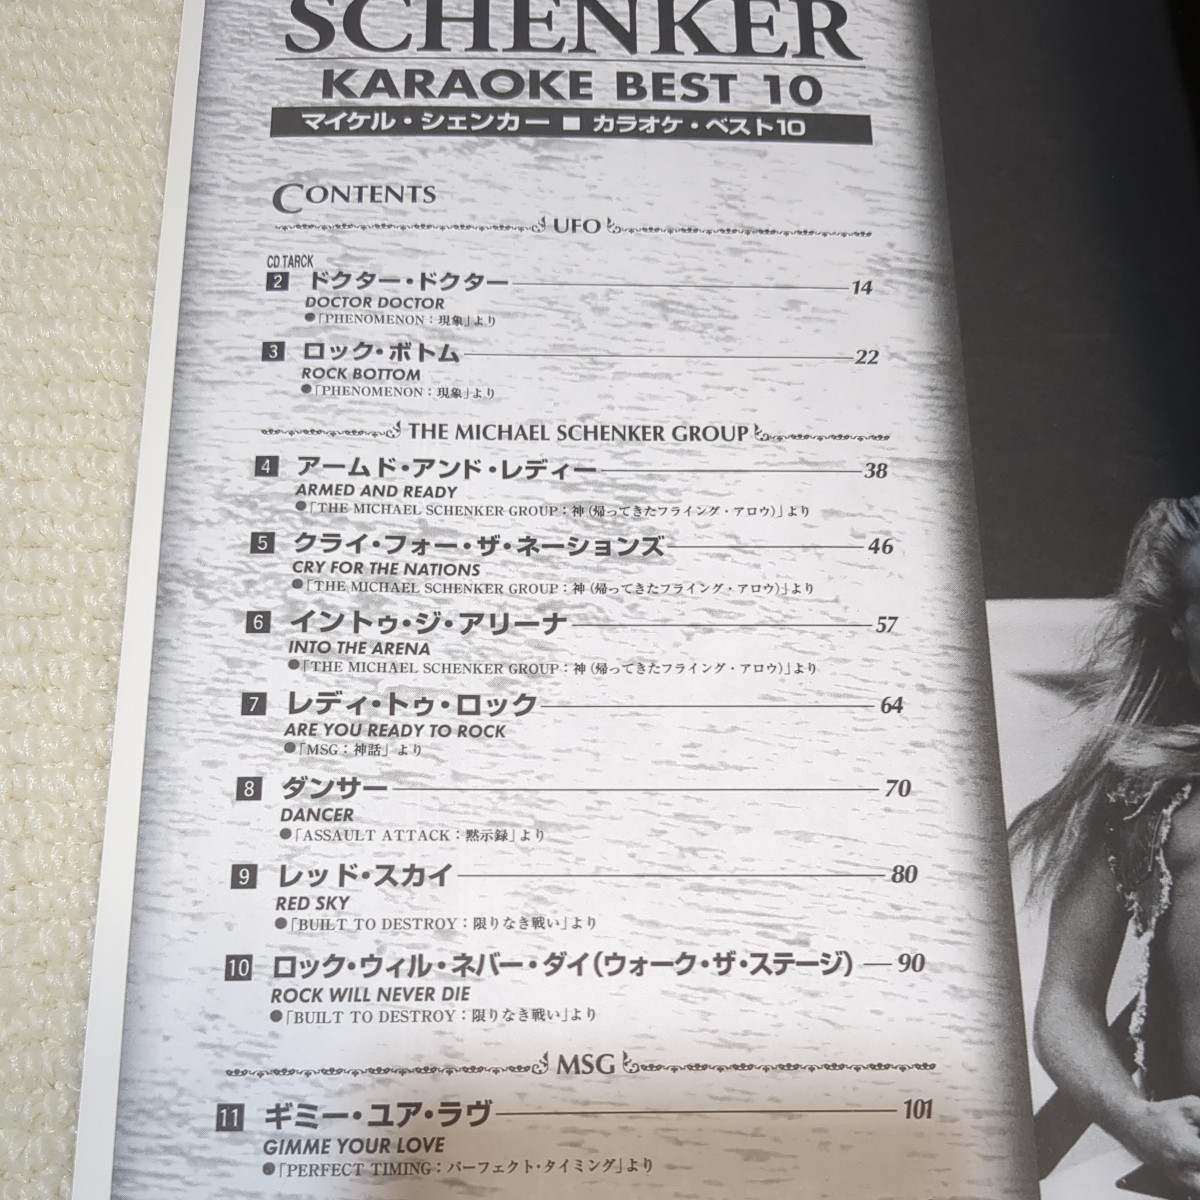 SCHENKER
KARAOKE BEST 10
マイケル・シェンカー ■ カラオケ・ベスト10
CONTENTS
UFO
CD TARCK
2 ドクター・ドクター 14
DOCTOR DOCTOR
●「PHENOMENON：現象」より
3 ロック・ボトム 22
ROCK BOTTOM
●「PHENOMENON：現象」より
THE MICHAEL SCHENKER GROUP
4 アームド・アンド・レディー 38
ARMED AND READY
●「THE MICHAEL SCHENKER GROUP：神（帰ってきたフライング・アロウ）」より
5 クライ・フォー・ザ・ネーションズ 46
CRY FOR THE NATIONS
●「THE MICHAEL SCHENKER GROUP：神（帰ってきたフライング・アロウ）」より
6 イントゥ・ジ・アリーナ 57
INTO THE ARENA
●「THE MICHAEL SCHENKER GROUP：神（帰ってきたフライング・アロウ）」より
7 レディ・トゥ・ロック 64
ARE YOU READY TO ROCK
●「MSG：神話」より
8 ダンサー 70
DANCER
●「ASSAULT ATTACK：黙示録」より
9 レッド・スカイ 80
RED SKY
●「BUILT TO DESTROY：限りなき戦い」より
10 ロック・ウィル・ネバー・ダイ（ウォーク・ザ・ステージ） 90
ROCK WILL NEVER DIE
●「BUILT TO DESTROY：限りなき戦い」より
MSG
11 ギミー・ユア・ラヴ 101
GIMME YOUR LOVE
●「PERFECT TIMING：パーフェクト・タイミング」より